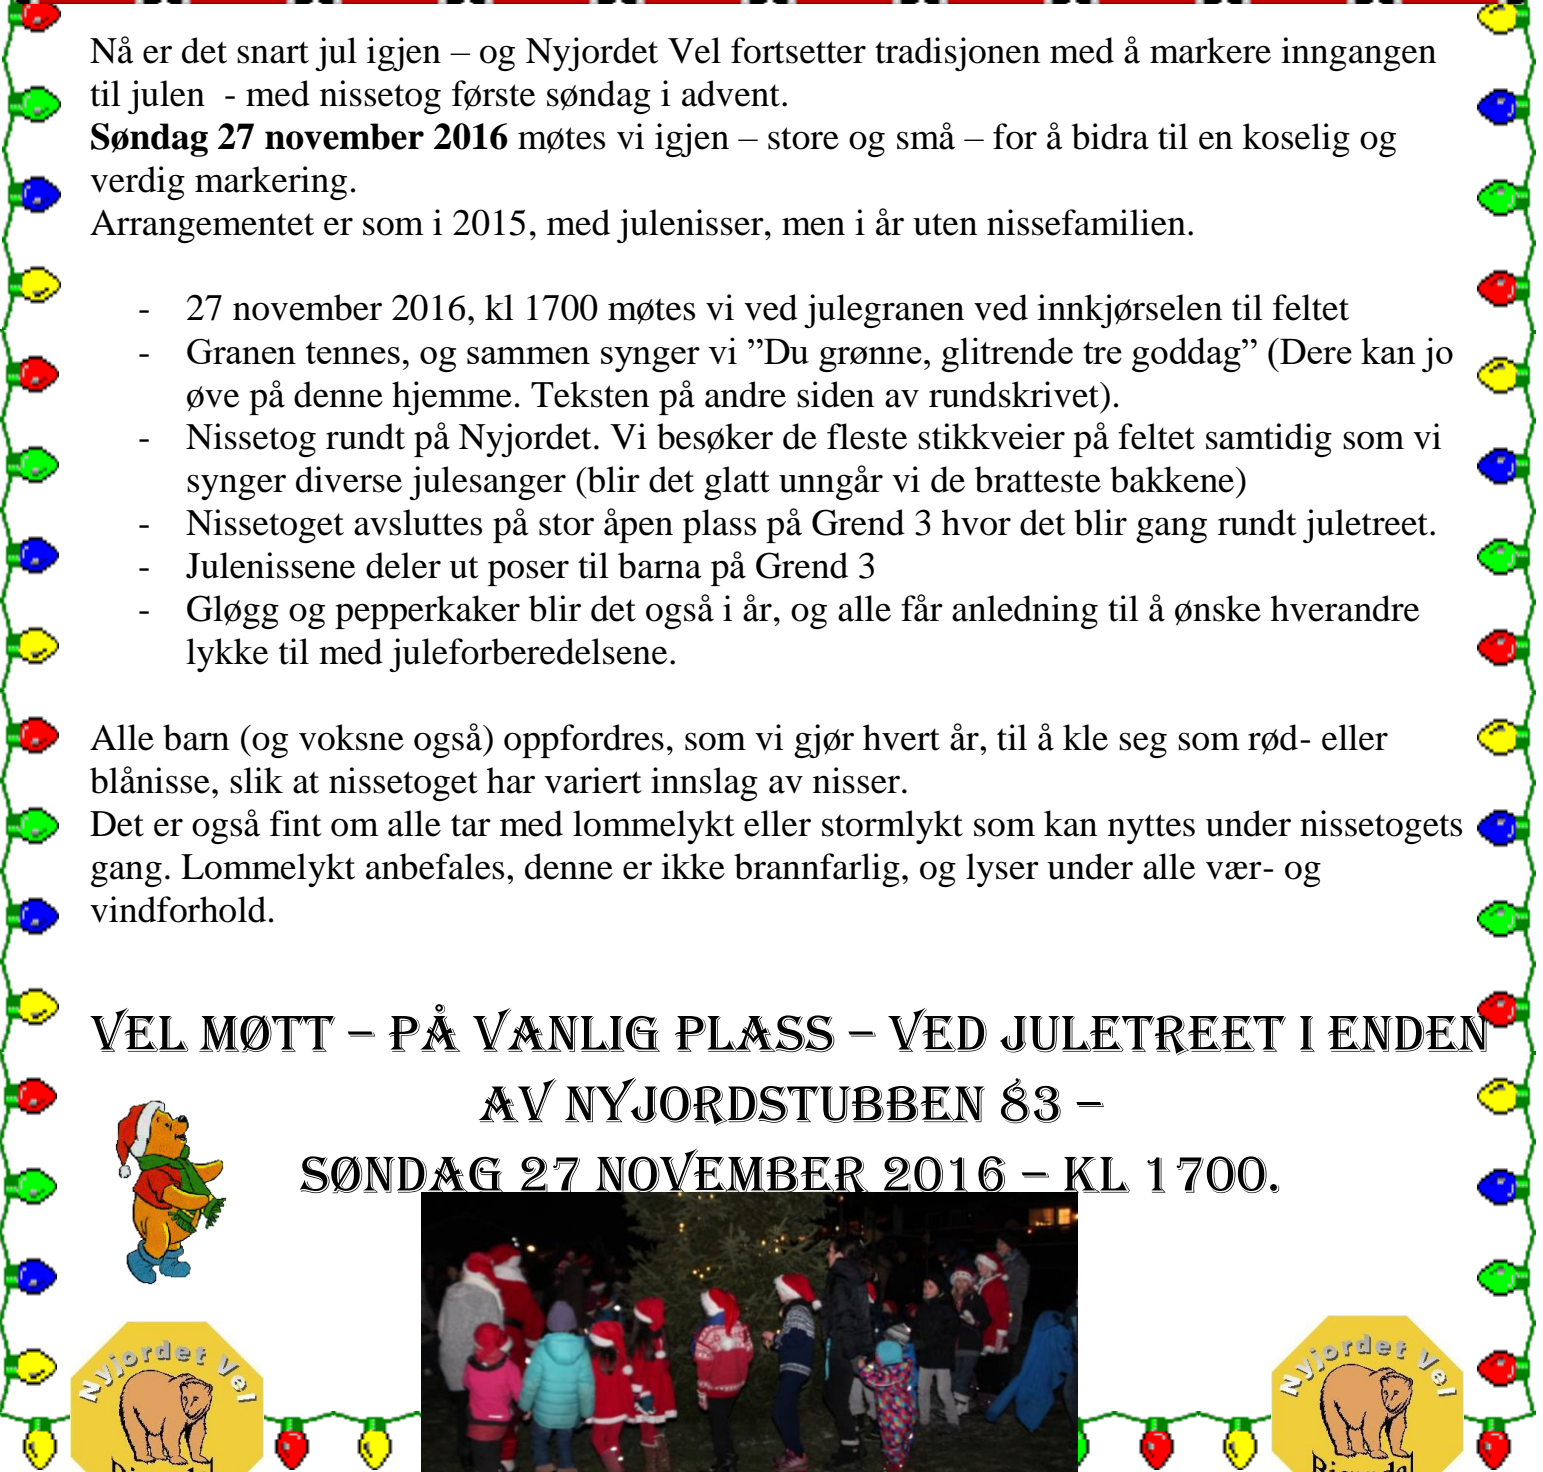 Nå er det snart jul igjen – og Nyjordet Vel fortsetter tradisjonen med å markere inngangen
til julen  - med nissetog første søndag i advent.
Søndag 27 november 2016 møtes vi igjen – store og små – for å bidra til en koselig og
verdig markering.
Arrangementet er som i 2015, med julenisser, men i år uten nissefamilien.
- 27 november 2016, kl 1700 møtes vi ved julegranen ved innkjørselen til feltet
- Granen tennes, og sammen synger vi ”Du grønne, glitrende tre goddag” (Dere kan jo
øve på denne hjemme. Teksten på andre siden av rundskrivet).
- Nissetog rundt på Nyjordet. Vi besøker de fleste stikkveier på feltet samtidig som vi
synger diverse julesanger (blir det glatt unngår vi de bratteste bakkene)
- Nissetoget avsluttes på stor åpen plass på Grend 3 hvor det blir gang rundt juletreet.
- Julenissene deler ut poser til barna på Grend 3
- Gløgg og pepperkaker blir det også i år, og alle får anledning til å ønske hverandre
lykke til med juleforberedelsene.
Alle barn (og voksne også) oppfordres, som vi gjør hvert år, til å kle seg som rød- eller
blånisse, slik at nissetoget har variert innslag av nisser.
Det er også fint om alle tar med lommelykt eller stormlykt som kan nyttes under nissetogets
gang. Lommelykt anbefales, denne er ikke brannfarlig, og lyser under alle vær- og
vindforhold.
VEL MØTT – PÅ VANLIG PLASS – VED JULETREET I ENDEN
AV NYJORDSTUBBEN 83 –
SØNDAG 27 NOVEMBER 2016 – KL 1700.
Nyjordet Vel
Nyjordet Vel